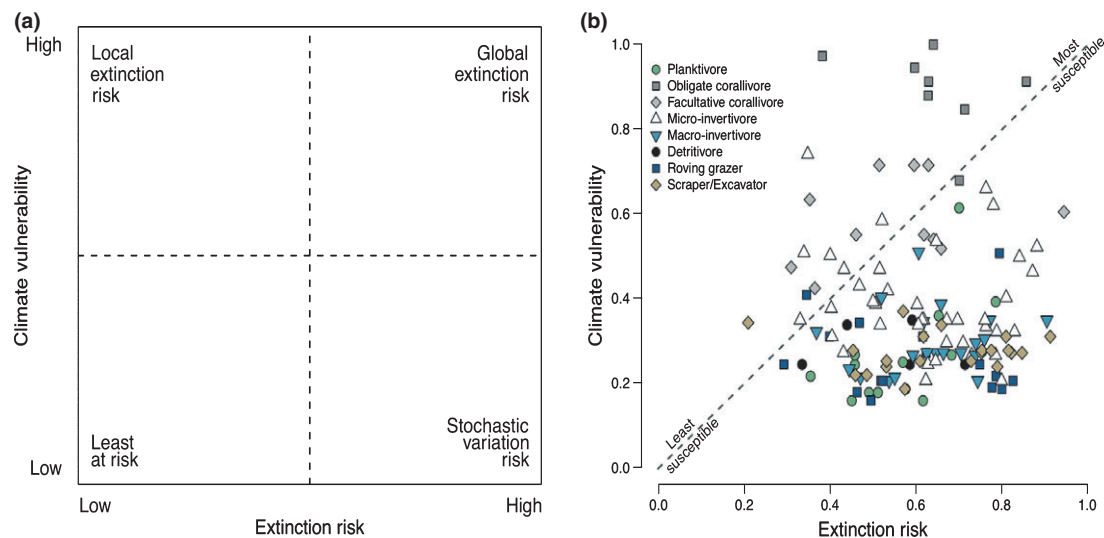 (a)
High
Climate vulnerability
Low
Local
extinction
risk
Global
extinction
risk
Least
at risk
Stochastic
variation
risk
Low
High
Extinction risk
(b)
1.0
0.8
0.6
0.4
0.2
0.0
Climate vulnerability
Planktivore
Obligate corallivore
Facultative corallivore
Micro-invertivore
Macro-invertivore
Detritivore
Roving grazer
Scraper/Excavator
Most
susceptible
Least
susceptible
0.0
0.2
0.4
0.6
0.8
1.0
Extinction risk